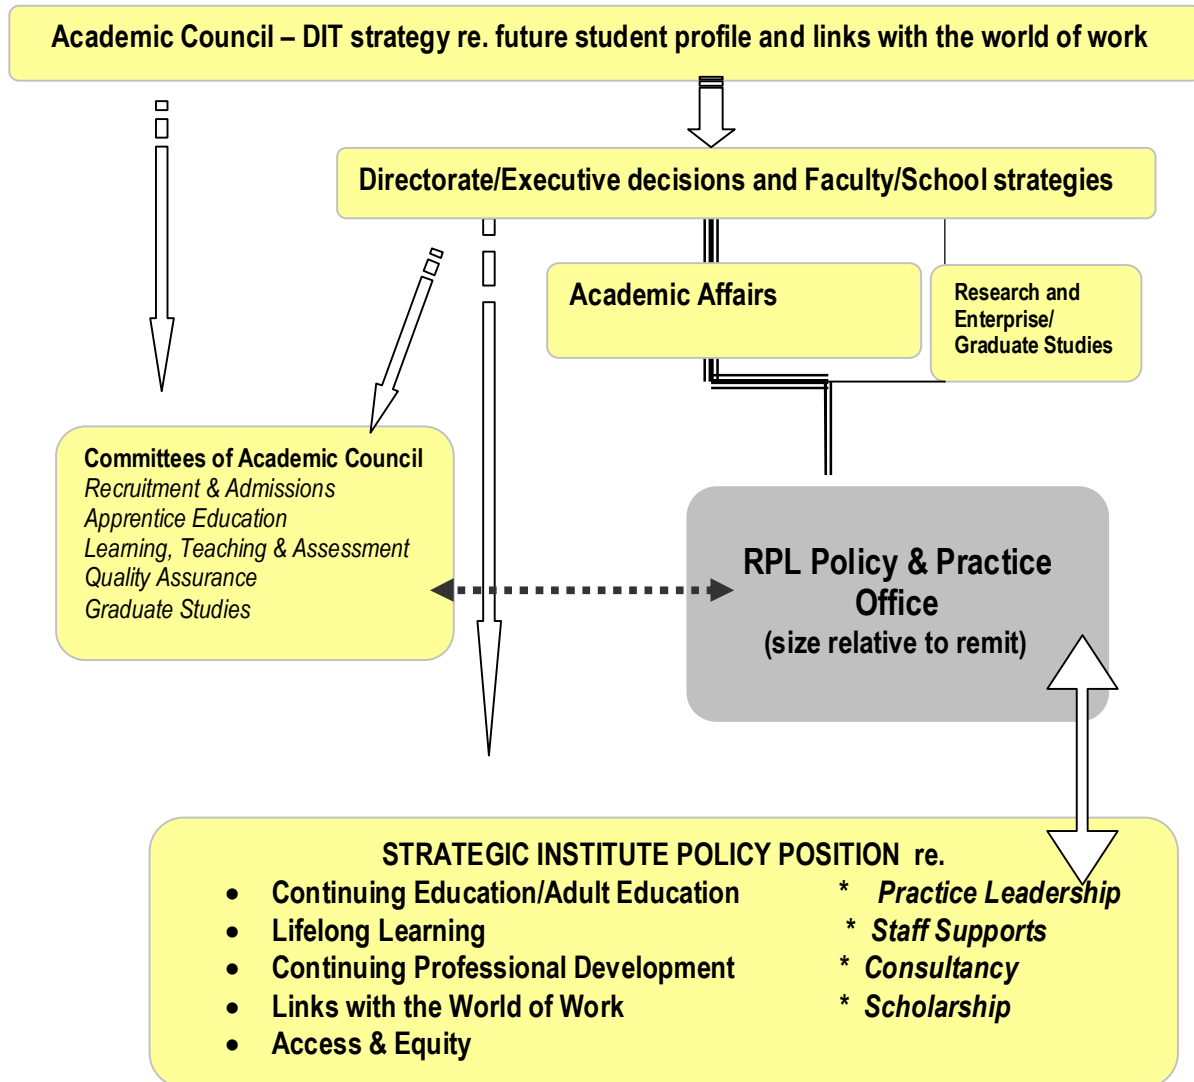 Academic Council – DIT strategy re. future student profile and links with the world of work
Directorate/Executive decisions and Faculty/School strategies
Academic Affairs
Research and
Enterprise/
Graduate Studies
Committees of Academic Council
Recruitment & Admissions
Apprentice Education
Learning, Teaching & Assessment
Quality Assurance
Graduate Studies
RPL Policy & Practice
Office
(size relative to remit)
STRATEGIC INSTITUTE POLICY POSITION re.
• Continuing Education/Adult Education * Practice Leadership
• Lifelong Learning * Staff Supports
• Continuing Professional Development * Consultancy
• Links with the World of Work * Scholarship
• Access & Equity